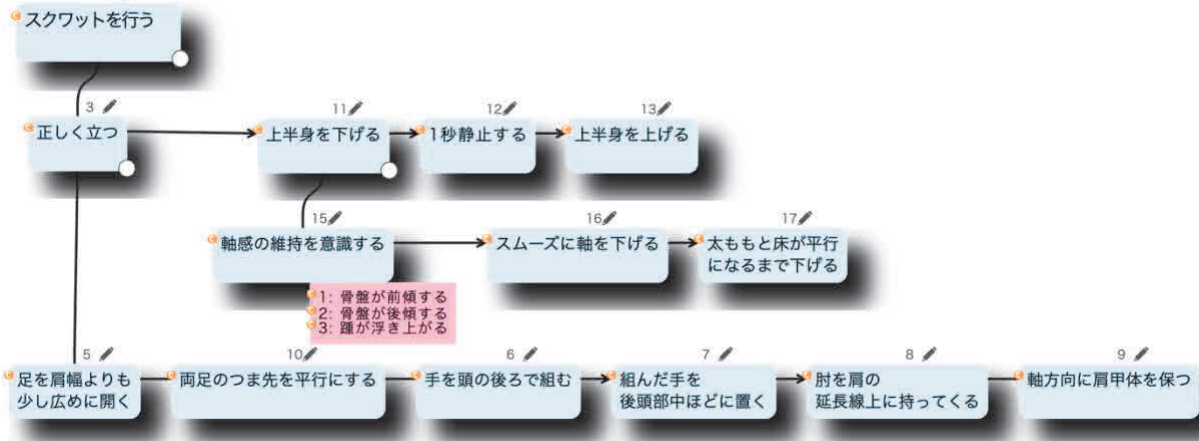 スクワットを行う
3
正しく立つ
11
上半身を下げる
12
1秒静止する
13
上半身を上げる
15
軸感の維持を意識する
16
スムーズに軸を下げる
17
太ももと床が平行
になるまで下げる
1: 骨盤が前傾する
2: 骨盤が後傾する
3: 踵が浮き上がる
5
足を肩幅よりも
少し広めに開く
10
両足のつま先を平行にする
6
手を頭の後ろで組む
7
組んだ手を
後頭部中ほどに置く
8
肘を肩の
延長線上に持ってくる
9
軸方向に肩甲体を保つ